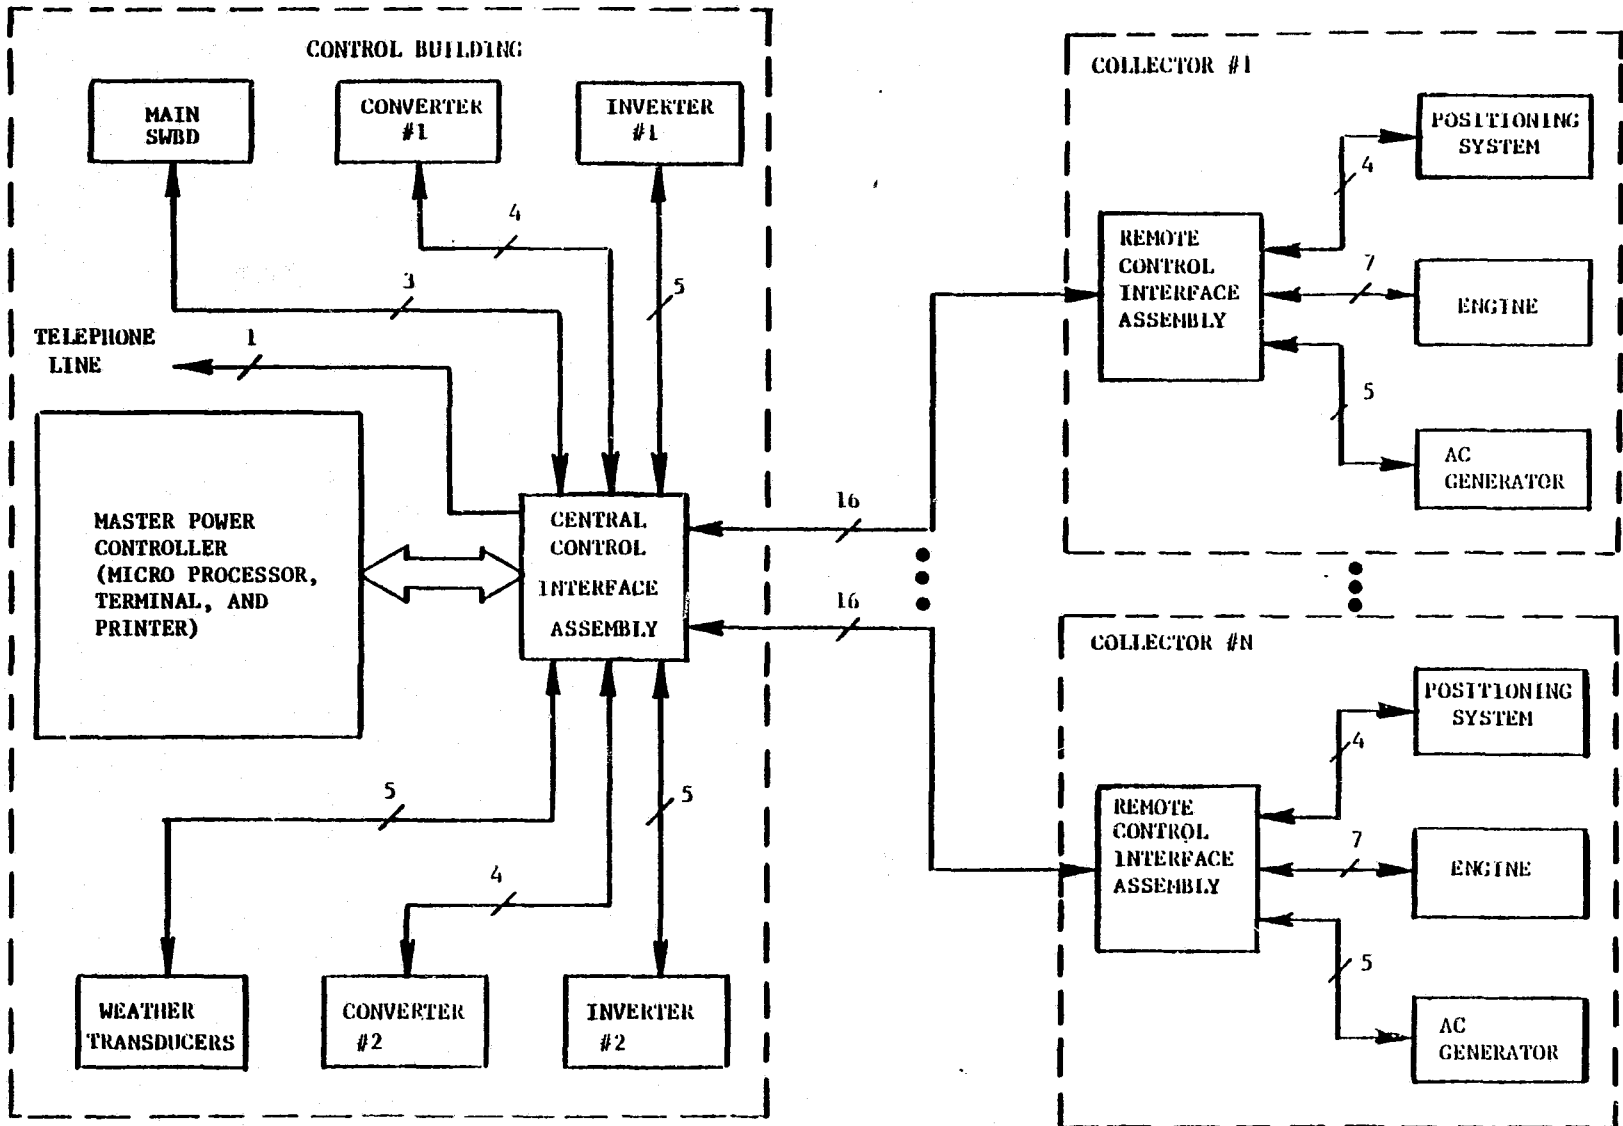 CONTROL BUILDING
MAIN
SWBD
CONVERTER
#1
INVERTER
#1
4
3
5
TELEPHONE
LINE
1
MASTER POWER
CONTROLLER
(MICRO PROCESSOR,
TERMINAL, AND
PRINTER)
CENTRAL
CONTROL
INTERFACE
ASSEMBLY
16
16
5
4
5
WEATHER
TRANSDUCERS
CONVERTER
#2
INVERTER
#2
COLLECTOR #1
POSITIONING
SYSTEM
4
REMOTE
CONTROL
INTERFACE
ASSEMBLY
7
ENGINE
5
AC
GENERATOR
COLLECTOR #N
POSITIONING
SYSTEM
4
REMOTE
CONTROL
INTERFACE
ASSEMBLY
7
ENGINE
5
AC
GENERATOR